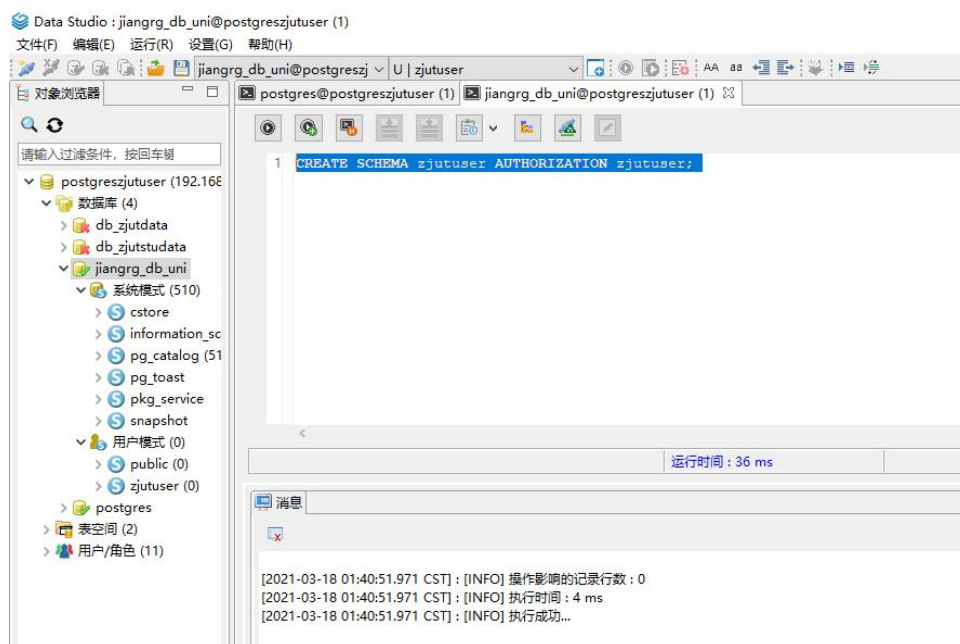 Data Studio : jiangrg_db_uni@postgreszjutuser (1)
文件(F) 编辑(E) 运行(R) 设置(G) 帮助(H)
jiangrg_db_uni@postgreszj U | zjutuser AA aa
对象浏览器
postgres@postgreszjutuser (1) jiangrg_db_uni@postgreszjutuser (1)
请输入过滤条件，按回车键
1 CREATE SCHEMA zjutuser AUTHORIZATION zjutuser;
postgreszjutuser (192.168
数据库 (4)
db_zjutdata
db_zjutstudata
jiangrg_db_uni
系统模式 (510)
cstore
information_sc
pg_catalog (51
pg_toast
pkg_service
snapshot
用户模式 (0)
public (0)
zjutuser (0)
postgres
表空间 (2)
用户/角色 (11)
运行时间 : 36 ms
消息
[2021-03-18 01:40:51.971 CST] : [INFO] 操作影响的记录行数 : 0
[2021-03-18 01:40:51.971 CST] : [INFO] 执行时间 : 4 ms
[2021-03-18 01:40:51.971 CST] : [INFO] 执行成功...